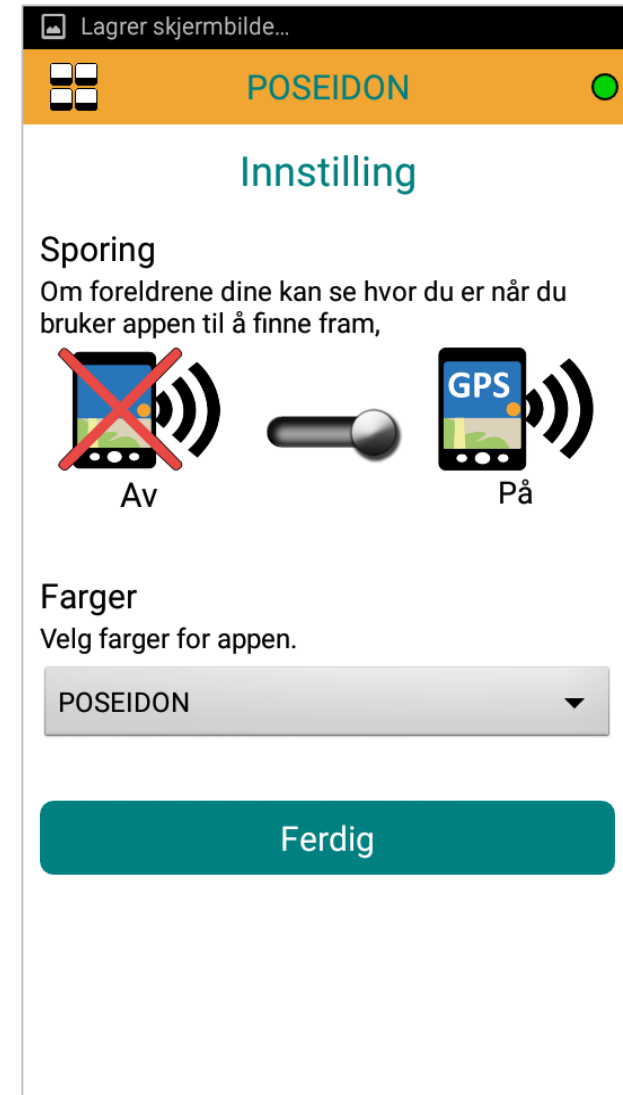 Lagrer skjermbilde...
POSEIDON
Innstilling
Sporing
Om foreldrene dine kan se hvor du er når du
bruker appen til å finne fram,
GPS
Av
På
Farger
Velg farger for appen.
POSEIDON
Ferdig